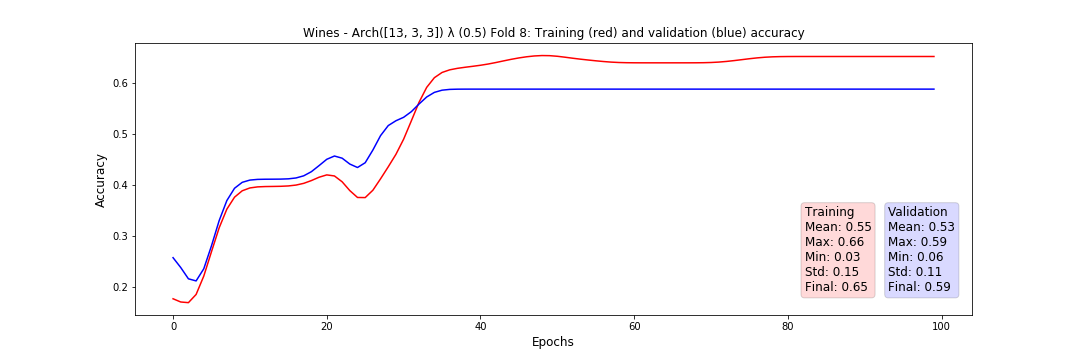 Wines - Arch([13, 3, 3]) λ (0.5) Fold 8: Training (red) and validation (blue) accuracy
Accuracy
0.6
0.5
0.4
0.3
0.2
Training
Mean: 0.55
Max: 0.66
Min: 0.03
Std: 0.15
Final: 0.65
Validation
Mean: 0.53
Max: 0.59
Min: 0.06
Std: 0.11
Final: 0.59
0
20
40
60
80
100
Epochs